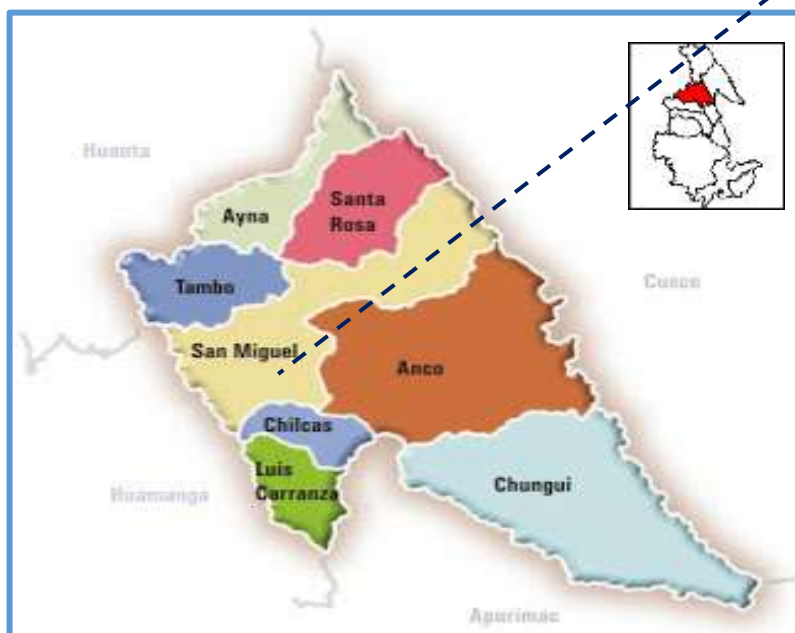 Huanta
Santa
Rosa
Ayna
Tambo
Cusco
San Miguel
Anco
Chilcas
Luis
Carranza
Chungui
Huamanga
Apurimac